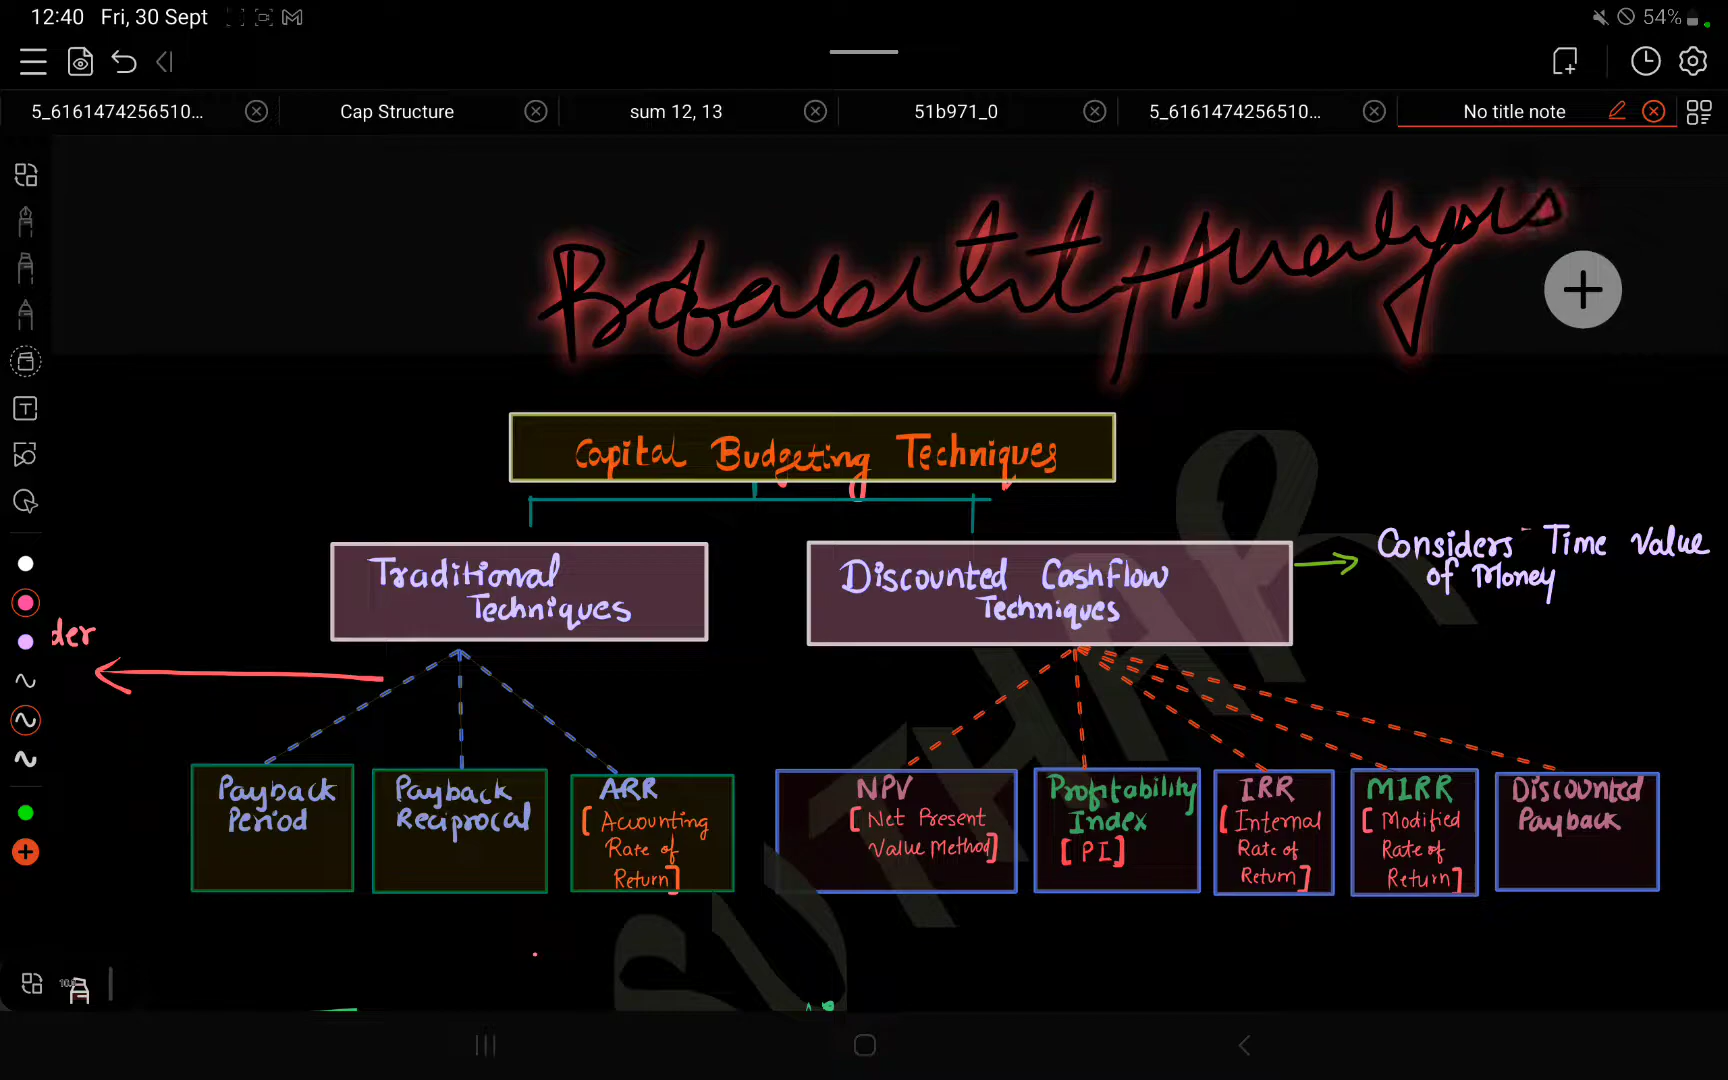 12:40 Fri, 30 Sept
54%
5_6161474256510...
Cap Structure
sum 12, 13
51b971_0
5_6161474256510...
No title note
Analysis
Capital Budgeting Techniques
Traditional
Techniques
Discounted Cashflow
Techniques
Considers Time Value
of Money
der
Payback
Period
Payback
Reciprocal
ARR
[Accounting
Rate of
Return]
NPV
[Net Present
Value Method]
Profitability
Index
[PI]
IRR
[Internal
Rate of
Return]
MIRR
[Modified
Rate of
Return]
Discounted
Payback